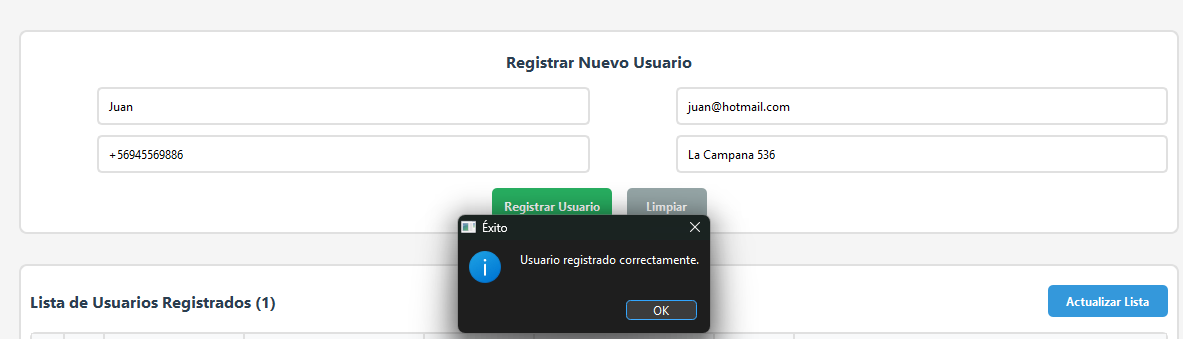 Registrar Nuevo Usuario
Juan
juan@hotmail.com
+56945569886
La Campana 536
Registrar Usuario
Limpiar
Éxito
Usuario registrado correctamente.
OK
Lista de Usuarios Registrados (1)
Actualizar Lista